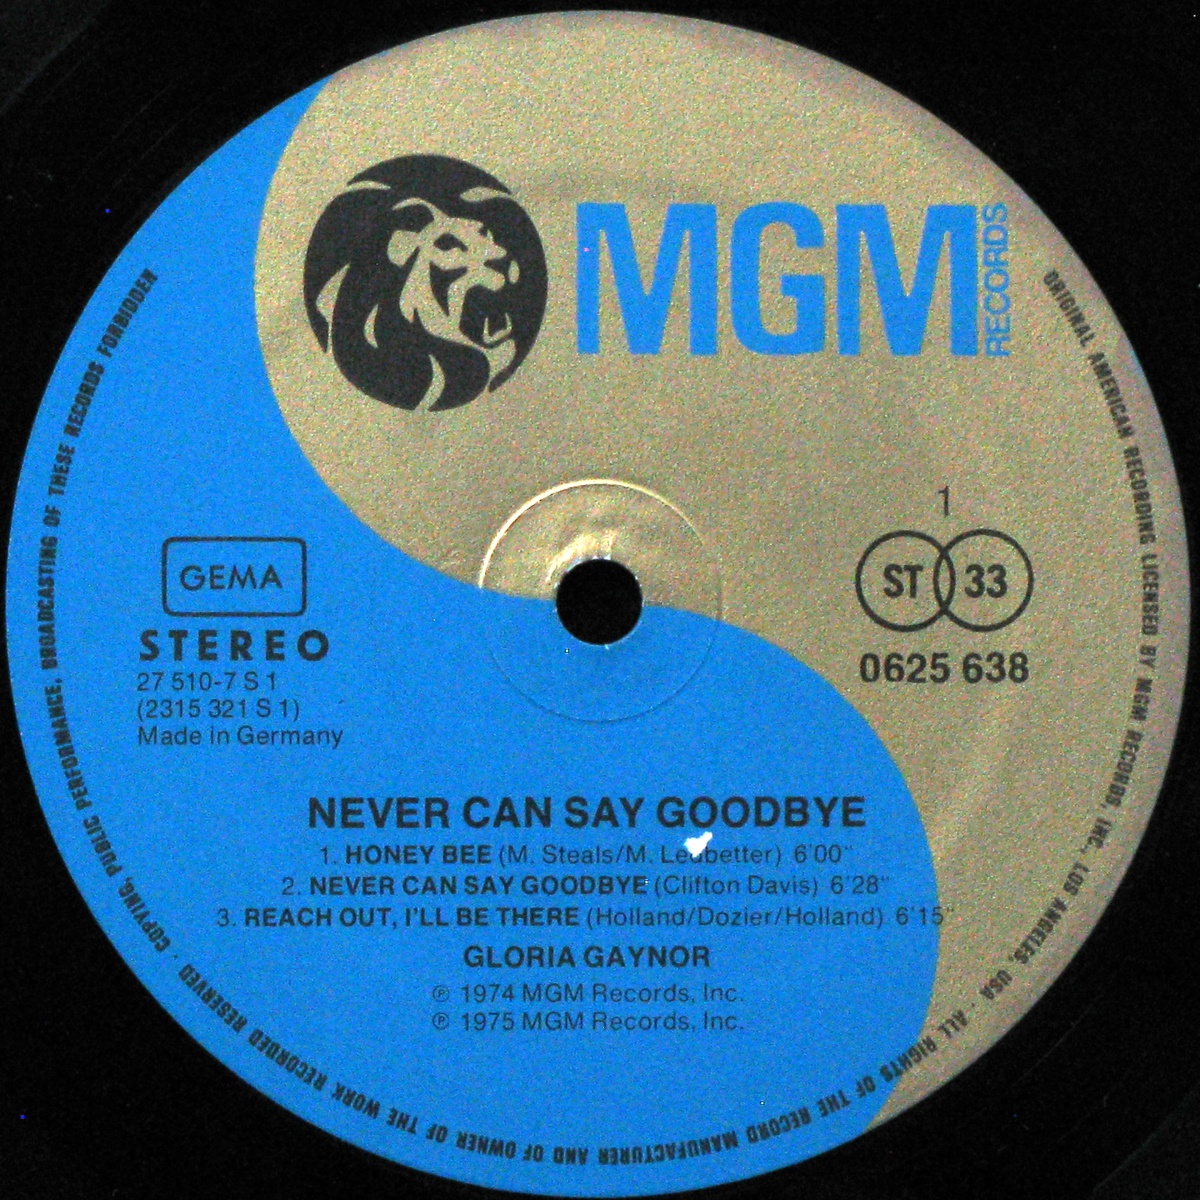 MGM RECORDS
1
ST 33
0625 638
GEMA
STEREO
27 510-7 S 1
(2315 321 S 1)
Made in Germany
NEVER CAN SAY GOODBYE
1. HONEY BEE (M. Steals/M. Ledbetter) 6'00"
2. NEVER CAN SAY GOODBYE (Clifton Davis) 6'28"
3. REACH OUT, I'LL BE THERE (Holland/Dozier/Holland) 6'15"
GLORIA GAYNOR
℗ 1974 MGM Records, Inc.
℗ 1975 MGM Records, Inc.
ORIGINAL AMERICAN RECORDING LICENSED BY MGM RECORDS, INC., LOS ANGELES, USA · ALL RIGHTS OF THE RECORD MANUFACTURER AND OF OWNER OF THE WORK RECORDED RESERVED · COPYING, PUBLIC PERFORMANCE, BROADCASTING OF THESE RECORDS FORBIDDEN